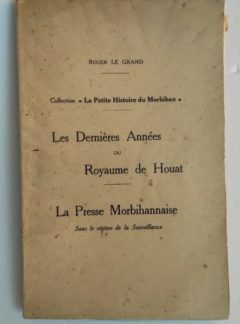 ROGER LE GRAND
Collection « La Petite Histoire du Morbihan »
Les Dernières Années
DU
Royaume de Houat
La Presse Morbihannaise
Sous le régime de la Surveillance